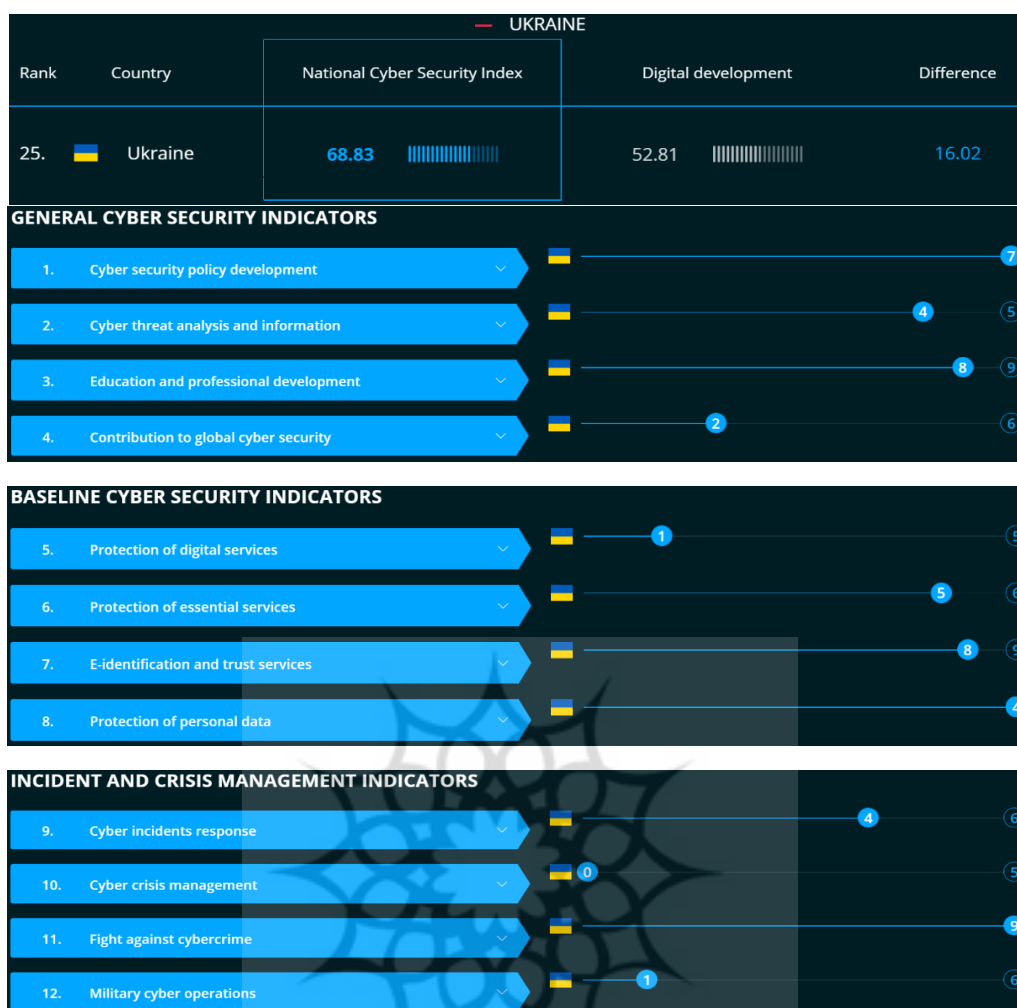 UKRAINE
Rank Country National Cyber Security Index Digital development Difference
25. Ukraine 68.83 52.81 16.02
GENERAL CYBER SECURITY INDICATORS
1. Cyber security policy development 7
2. Cyber threat analysis and information 4 5
3. Education and professional development 8 9
4. Contribution to global cyber security 2 6
BASELINE CYBER SECURITY INDICATORS
5. Protection of digital services 1 5
6. Protection of essential services 5 6
7. E-identification and trust services 8 9
8. Protection of personal data 4
INCIDENT AND CRISIS MANAGEMENT INDICATORS
9. Cyber incidents response 4 6
10. Cyber crisis management 0 5
11. Fight against cybercrime 9
12. Military cyber operations 1 6